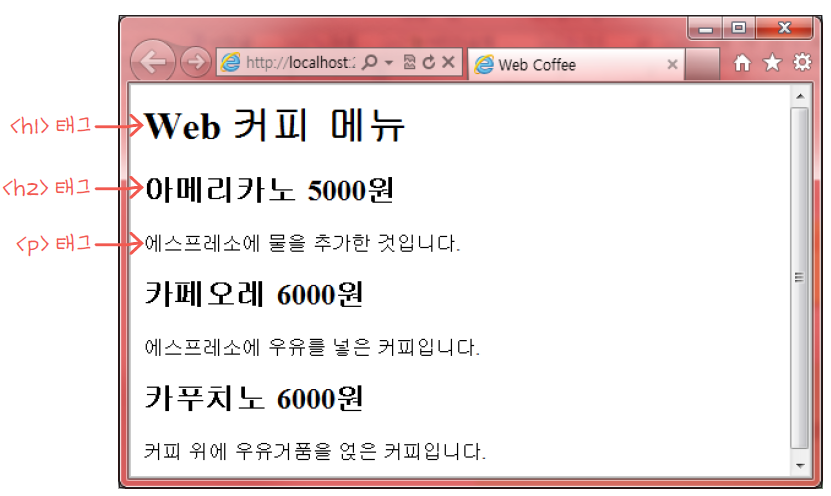 http://localhost:
Web Coffee
<h1> 태그
Web 커피 메뉴
<h2> 태그
아메리카노 5000원
<p> 태그
에스프레소에 물을 추가한 것입니다.
카페오레 6000원
에스프레소에 우유를 넣은 커피입니다.
카푸치노 6000원
커피 위에 우유거품을 얹은 커피입니다.